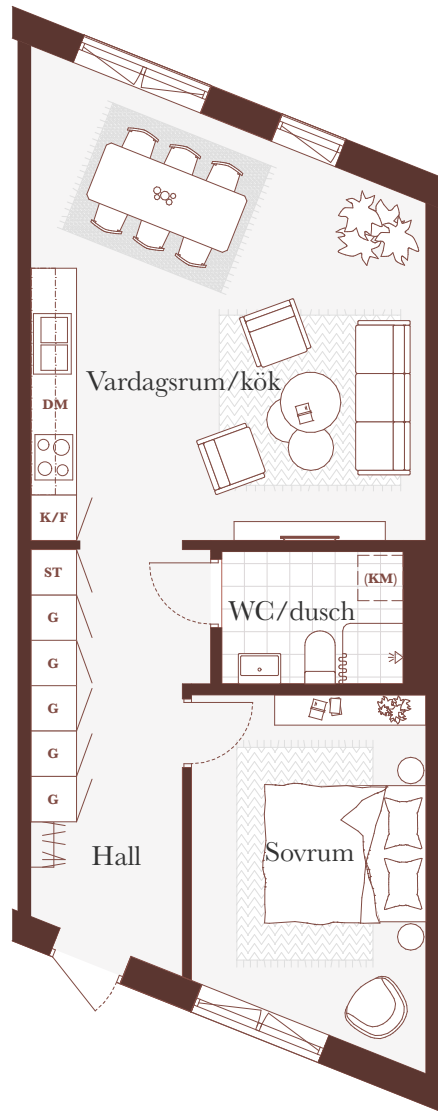 Vardagsrum/kök
DM
K/F
ST
(KM)
WC/dusch
G
G
G
G
G
Hall
Sovrum